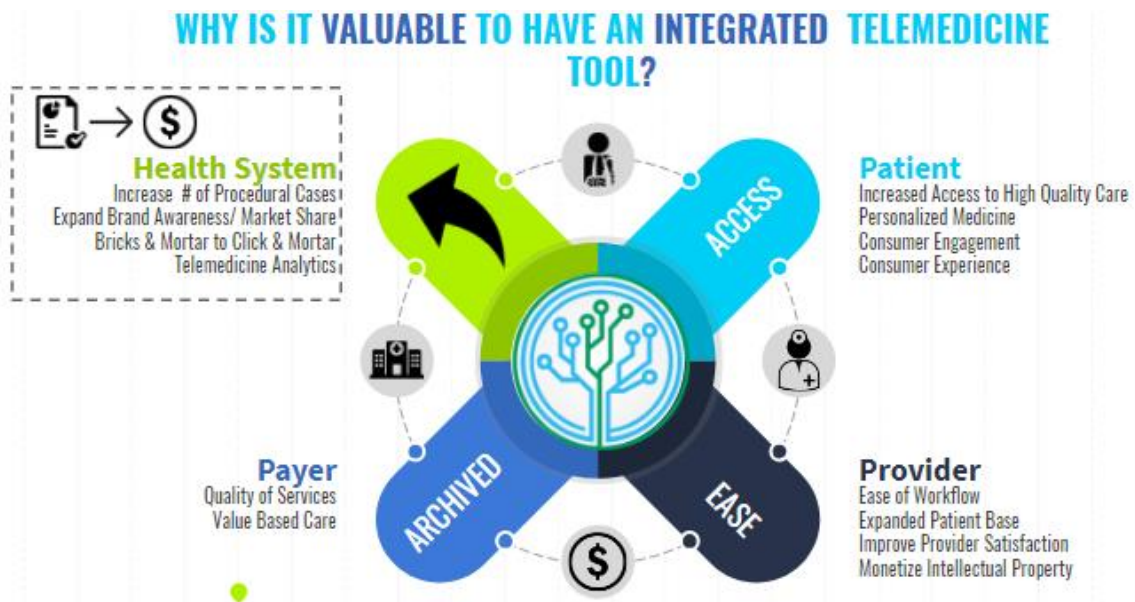 WHY IS IT VALUABLE TO HAVE AN INTEGRATED TELEMEDICINE
TOOL?
$
Health System
Increase # of Procedural Cases
Expand Brand Awareness/ Market Share
Bricks & Mortar to Click & Mortar
Telemedicine Analytics
ACCESS
Patient
Increased Access to High Quality Care
Personalized Medicine
Consumer Engagement
Consumer Experience
Payer
Quality of Services
Value Based Care
ARCHIVED
EASE
$
Provider
Ease of Workflow
Expanded Patient Base
Improve Provider Satisfaction
Monetize Intellectual Property